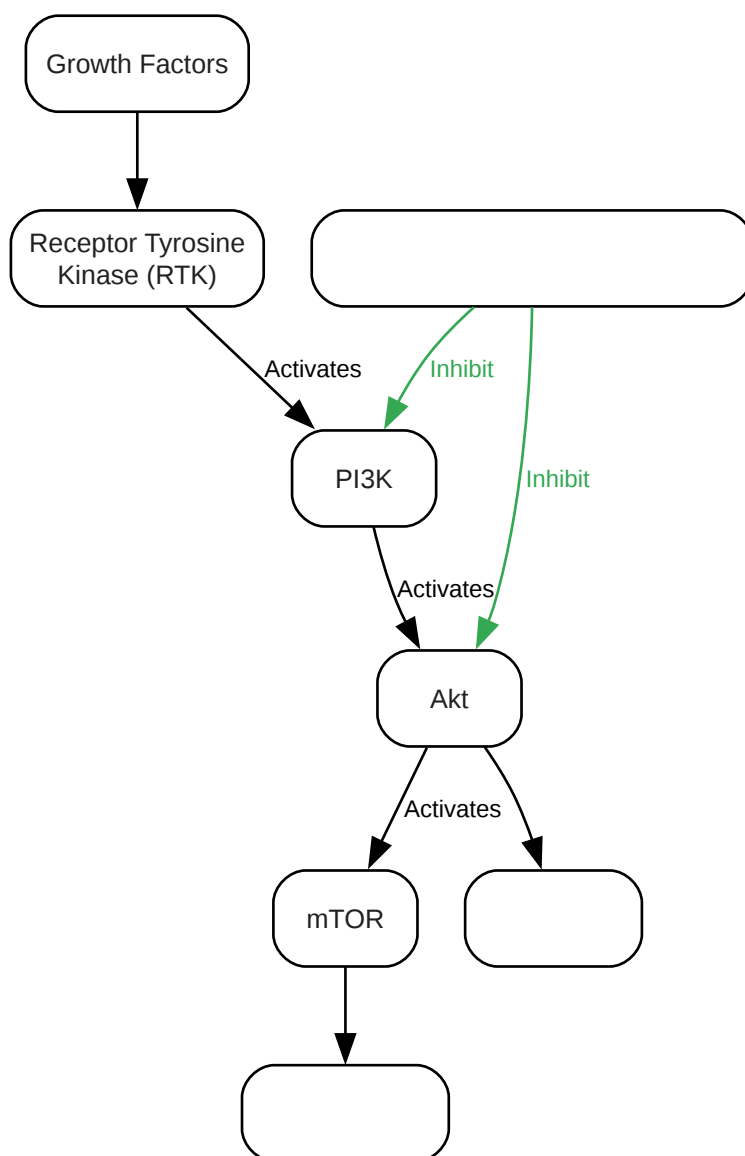 Growth Factors
Receptor Tyrosine
Kinase (RTK)
Activates
Inhibit
PI3K
Inhibit
Activates
Akt
Activates
mTOR